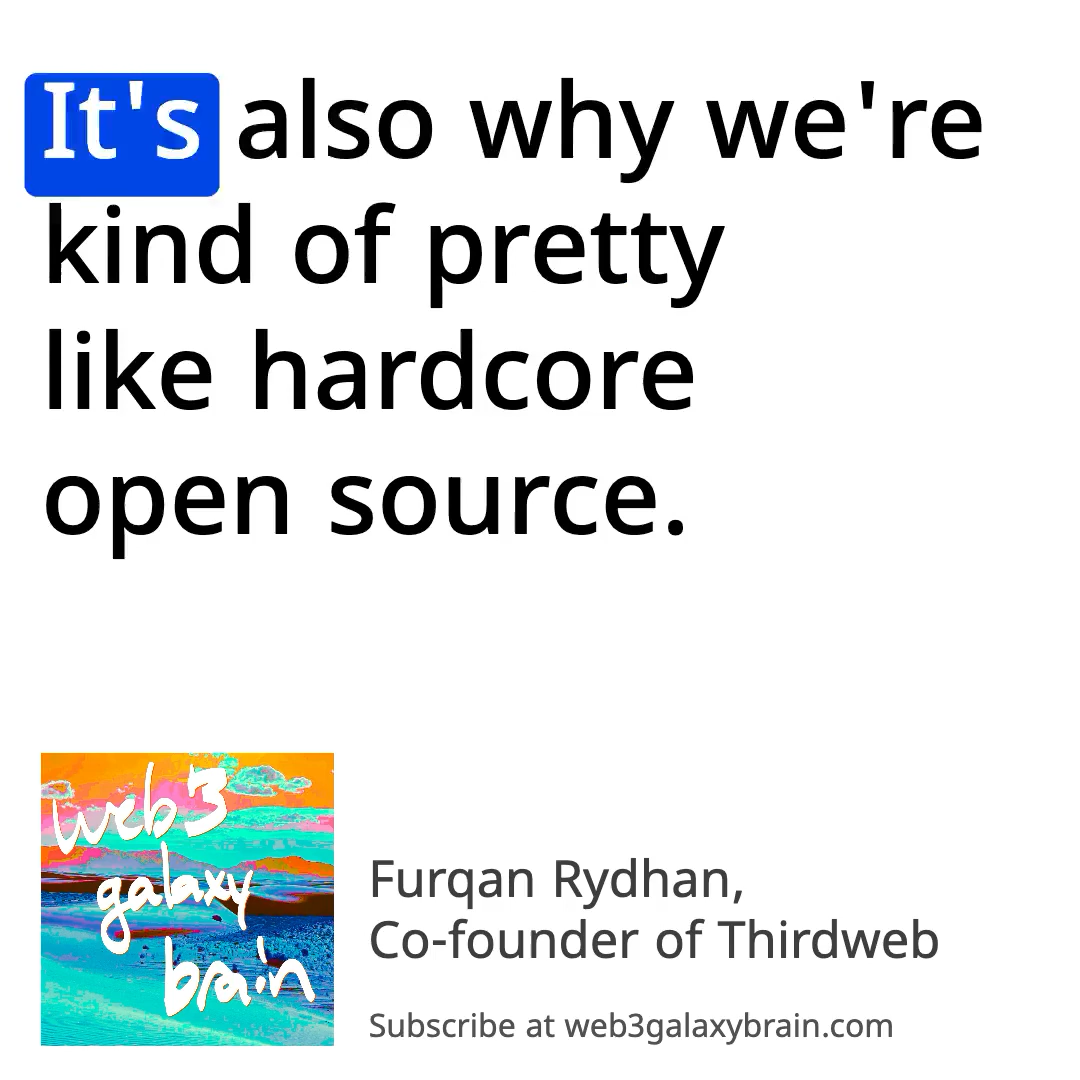 It's also why we're
kind of pretty
like hardcore
open source.
web3
galaxy
brain
Furqan Rydhan,
Co-founder of Thirdweb
Subscribe at web3galaxybrain.com